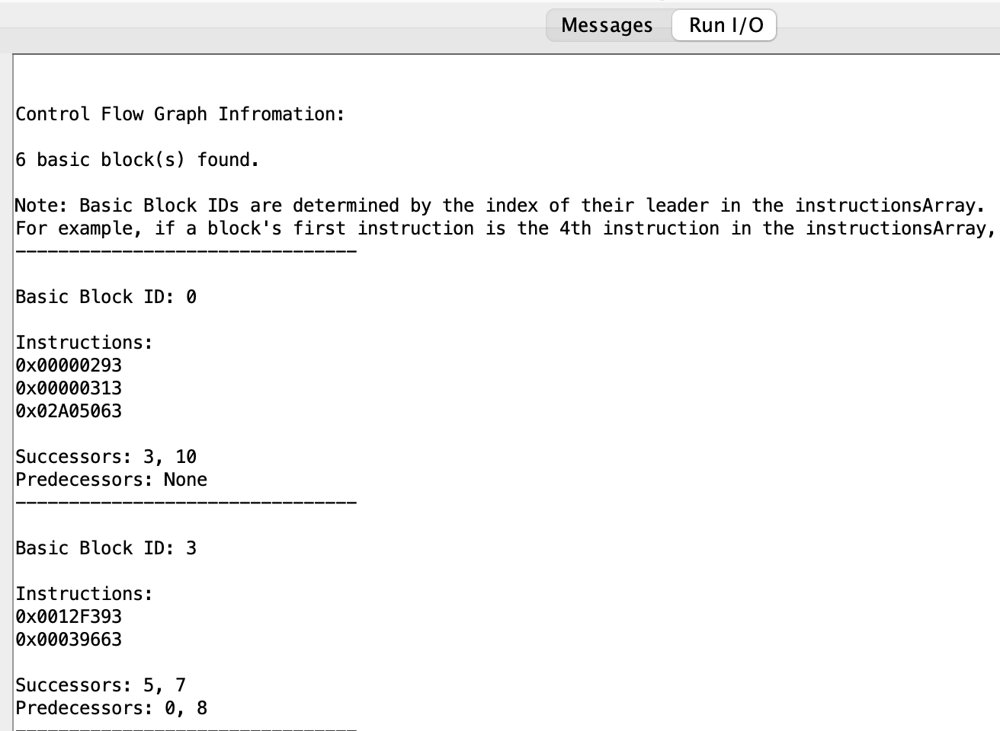 Messages Run I/O
Control Flow Graph Infromation:
6 basic block(s) found.
Note: Basic Block IDs are determined by the index of their leader in the instructionsArray.
For example, if a block's first instruction is the 4th instruction in the instructionsArray,
--------------------------------
Basic Block ID: 0
Instructions:
0x00000293
0x00000313
0x02A05063
Successors: 3, 10
Predecessors: None
--------------------------------
Basic Block ID: 3
Instructions:
0x0012F393
0x00039663
Successors: 5, 7
Predecessors: 0, 8
--------------------------------